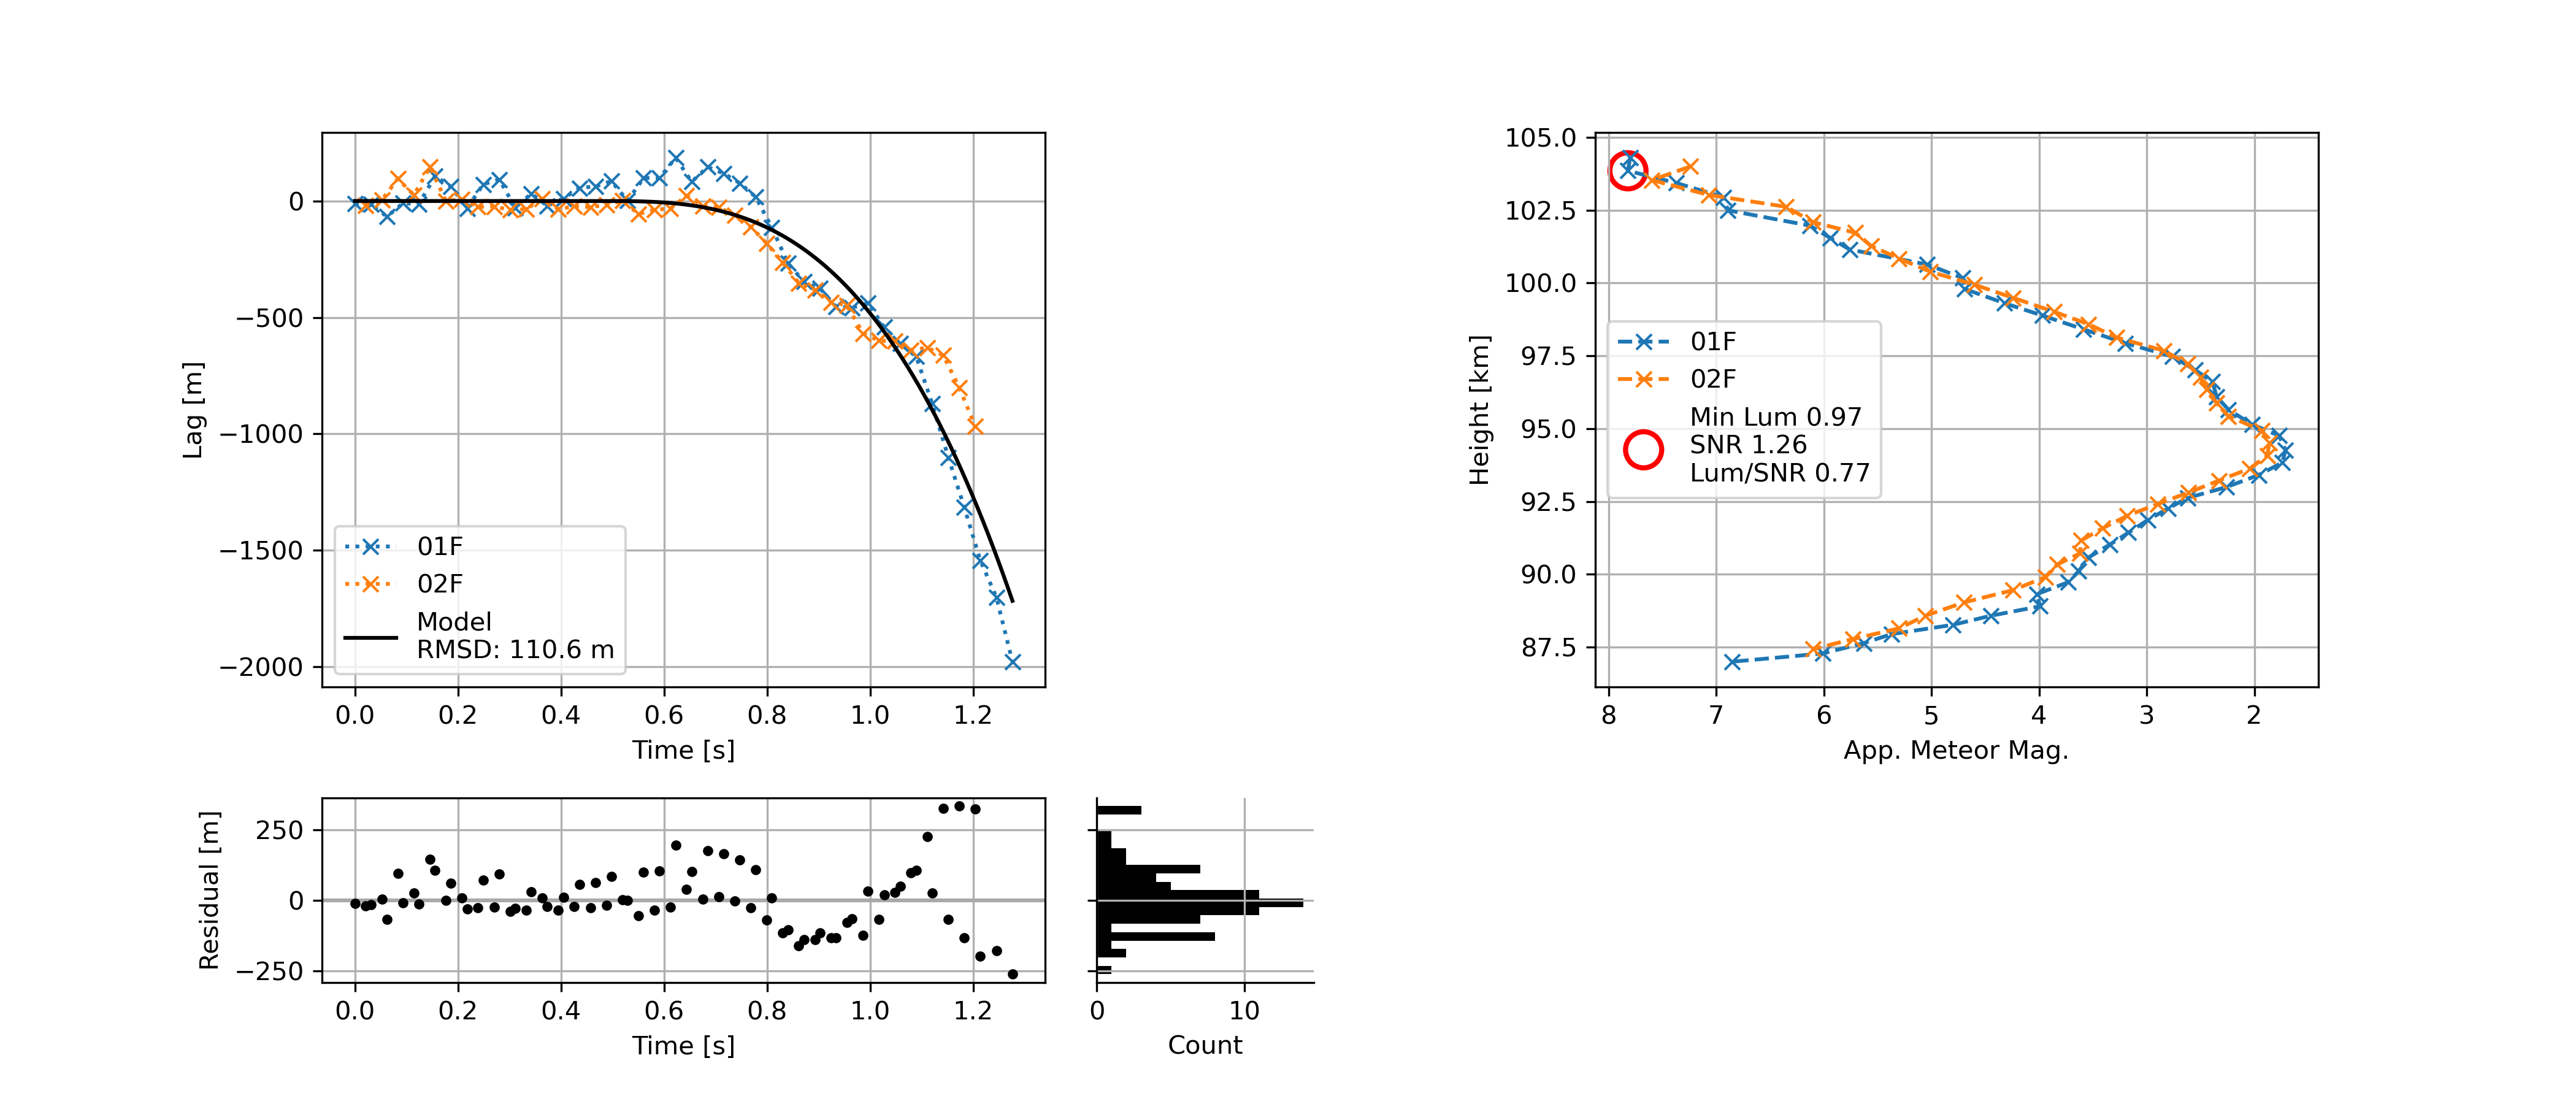 0
−500
−1000
−1500
−2000
Lag [m]
01F
02F
Model
RMSD: 110.6 m
0.0 0.2 0.4 0.6 0.8 1.0 1.2
Time [s]
105.0
102.5
100.0
97.5
95.0
92.5
90.0
87.5
Height [km]
01F
02F
Min Lum 0.97
SNR 1.26
Lum/SNR 0.77
8 7 6 5 4 3 2
App. Meteor Mag.
250
0
−250
Residual [m]
0.0 0.2 0.4 0.6 0.8 1.0 1.2
Time [s]
0 10
Count